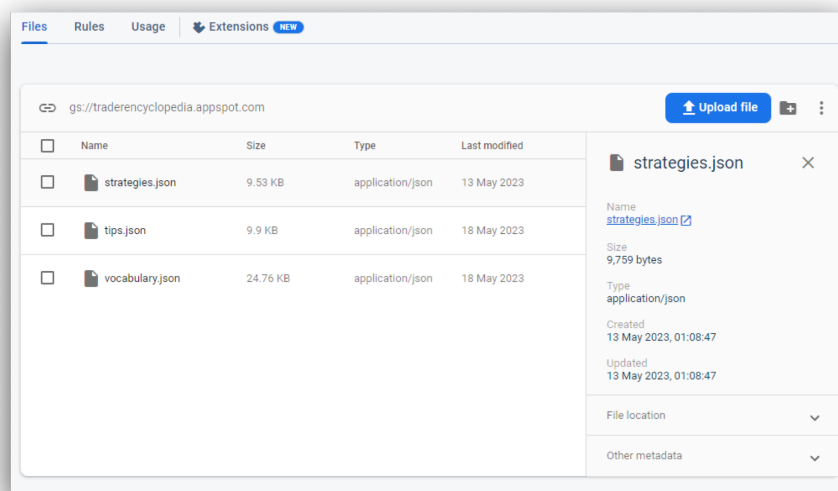 Files Rules Usage Extensions NEW
gs://traderencyclopedia.appspot.com Upload file
Name Size Type Last modified
strategies.json 9.53 KB application/json 13 May 2023
tips.json 9.9 KB application/json 18 May 2023
vocabulary.json 24.76 KB application/json 18 May 2023
strategies.json
Name
strategies.json
Size
9,759 bytes
Type
application/json
Created
13 May 2023, 01:08:47
Updated
13 May 2023, 01:08:47
File location
Other metadata